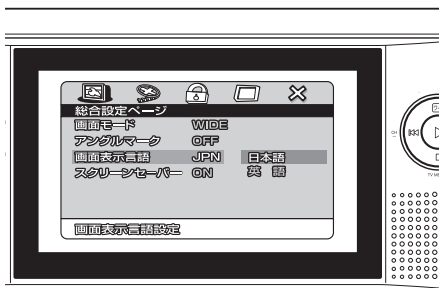 総合設定ページ
画面モード WIDE
アングルマーク OFF
画面表示言語 JPN 日本語
スクリーンセーバー ON 英 語
画面表示言語設定